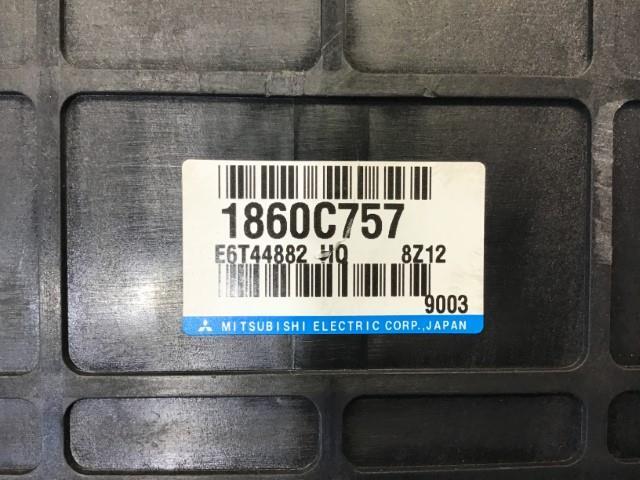 1860C757
E6T44882 HQ 8Z12
9003
MITSUBISHI ELECTRIC CORP.,JAPAN